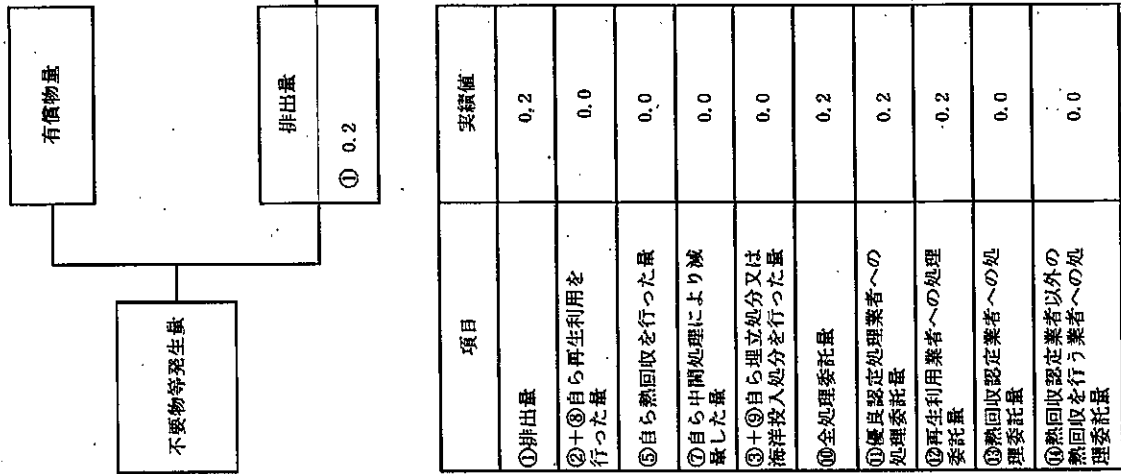 不要物等発生量
有償物量
排出量
① 0.2
項目 実績値
①排出量 0.2
②+⑧自ら再生利用を
行った量 0.0
⑤自ら熱回収を行った量 0.0
⑦自ら中間処理により減
量した量 0.0
③+⑨自ら埋立処分又は
海洋投入処分を行った量 0.0
⑩全処理委託量 0.2
⑪優良認定処理業者への
処理委託量 0.2
⑫再生利用業者への処理
委託量 0.2
⑬熱回収認定業者への処
理委託量 0.0
⑭熱回収認定業者以外の
熱回収を行う業者への処
理委託量 0.0